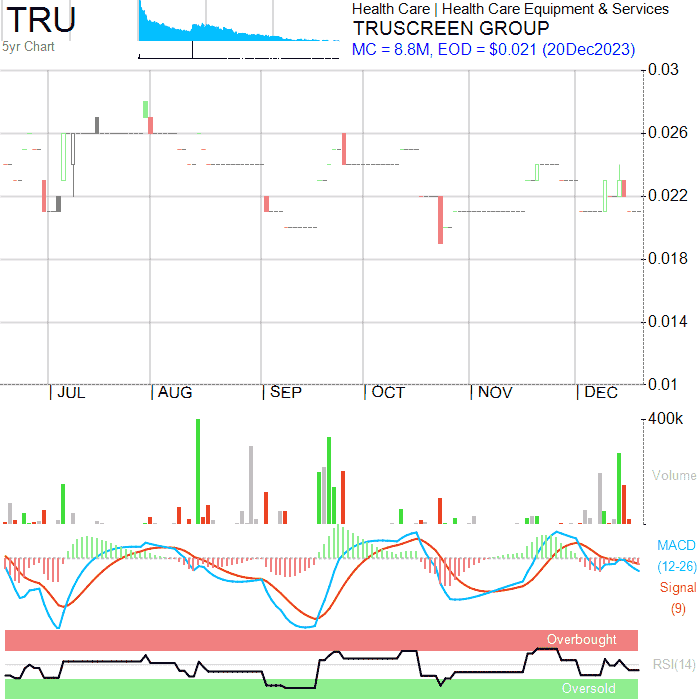 TRU
5yr Chart
Health Care | Health Care Equipment & Services
TRUSCREEN GROUP
MC = 8.8M, EOD = $0.021 (20Dec2023)
0.03
0.026
0.022
0.018
0.014
0.01
| JUL | AUG | SEP | OCT | NOV | DEC
400k
Volume
MACD
(12-26)
Signal
(9)
Overbought
RSI(14)
Oversold